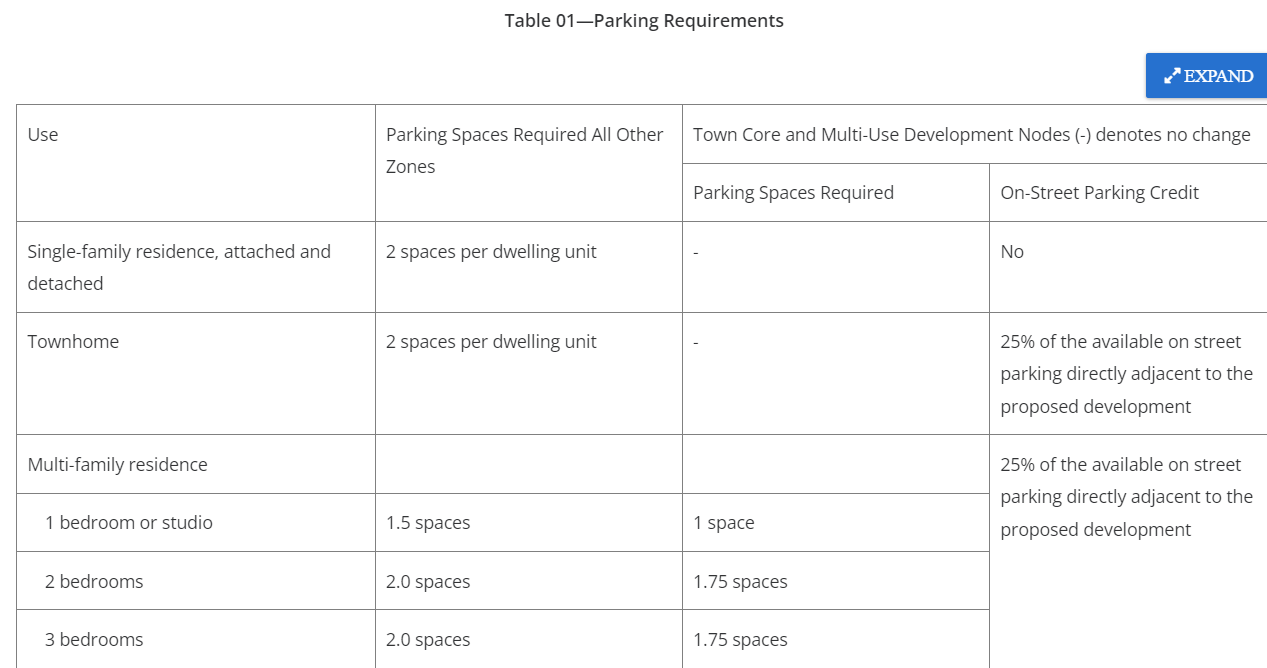 Table 01—Parking Requirements
EXPAND
Use
Parking Spaces Required All Other
Zones
Town Core and Multi-Use Development Nodes (-) denotes no change
Parking Spaces Required
On-Street Parking Credit
Single-family residence, attached and
detached
2 spaces per dwelling unit
-
No
Townhome
2 spaces per dwelling unit
-
25% of the available on street
parking directly adjacent to the
proposed development
Multi-family residence
25% of the available on street
parking directly adjacent to the
proposed development
1 bedroom or studio
1.5 spaces
1 space
2 bedrooms
2.0 spaces
1.75 spaces
3 bedrooms
2.0 spaces
1.75 spaces